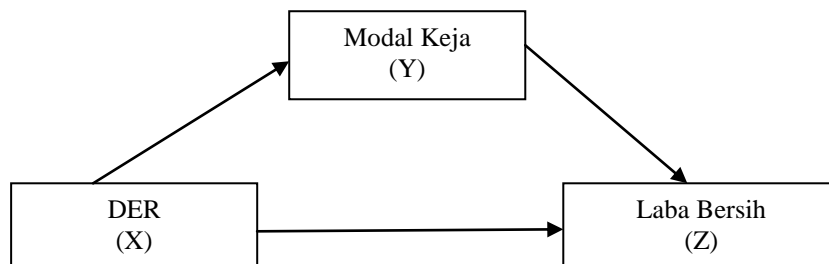 Modal Keja
(Y)
DER
(X)
Laba Bersih
(Z)